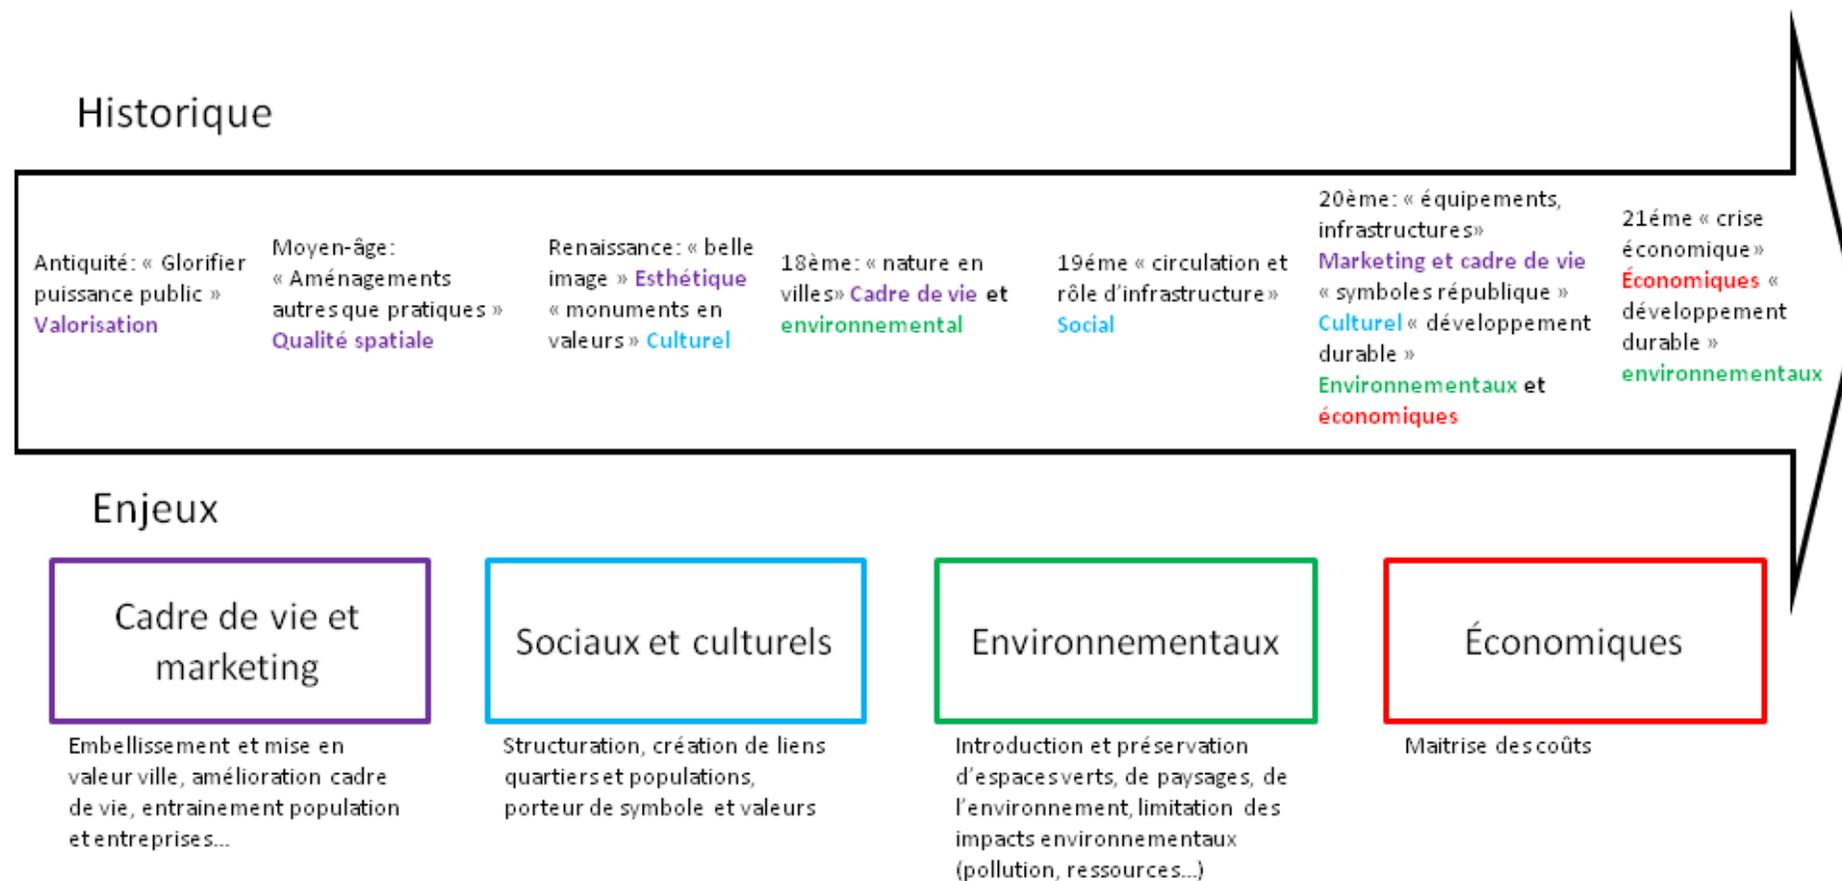 Historique
Antiquité: « Glorifier
puissance public »
Valorisation
Moyen-âge:
« Aménagements
autres que pratiques »
Qualité spatiale
Renaissance: « belle
image » Esthétique
« monuments en
valeurs » Culturel
18ème: « nature en
villes» Cadre de vie et
environnemental
19éme « circulation et
rôle d'infrastructure»
Social
20ème: « équipements,
infrastructures»
Marketing et cadre de vie
« symboles république »
Culturel « développement
durable »
Environnementaux et
économiques
21éme « crise
économique»
Économiques «
développement
durable »
environnementaux
Enjeux
Cadre de vie et
marketing
Embellissement et mise en
valeur ville, amélioration cadre
de vie, entrainement population
et entreprises...
Sociaux et culturels
Structuration, création de liens
quartiers et populations,
porteur de symbole et valeurs
Environnementaux
Introduction et préservation
d'espaces verts, de paysages, de
l'environnement, limitation des
impacts environnementaux
(pollution, ressources...)
Économiques
Maitrise des coûts